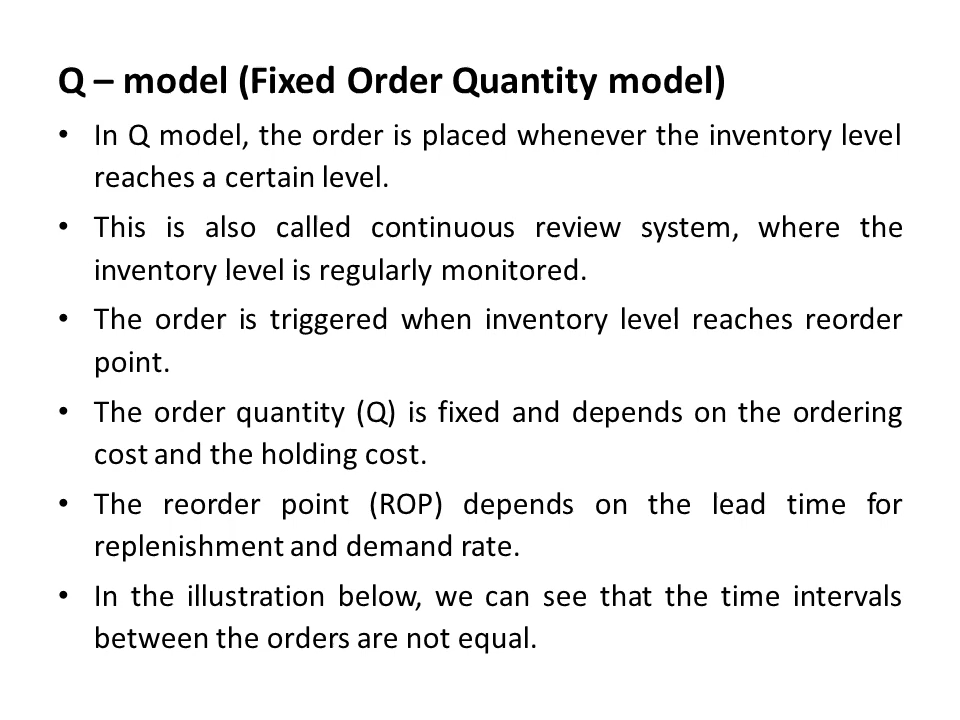 Q – model (Fixed Order Quantity model)
• In Q model, the order is placed whenever the inventory level
reaches a certain level.
• This is also called continuous review system, where the
inventory level is regularly monitored.
• The order is triggered when inventory level reaches reorder
point.
• The order quantity (Q) is fixed and depends on the ordering
cost and the holding cost.
• The reorder point (ROP) depends on the lead time for
replenishment and demand rate.
• In the illustration below, we can see that the time intervals
between the orders are not equal.